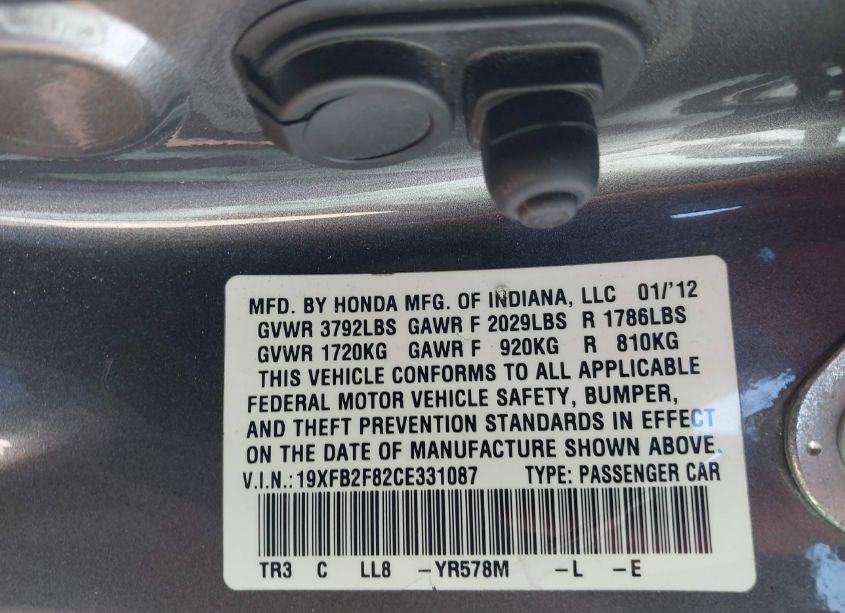 MFD. BY HONDA MFG. OF INDIANA, LLC 01/'12
GVWR 3792LBS GAWR F 2029LBS R 1786LBS
GVWR 1720KG GAWR F 920KG R 810KG
THIS VEHICLE CONFORMS TO ALL APPLICABLE
FEDERAL MOTOR VEHICLE SAFETY, BUMPER,
AND THEFT PREVENTION STANDARDS IN EFFECT
ON THE DATE OF MANUFACTURE SHOWN ABOVE.
V.I.N.:19XFB2F82CE331087 TYPE: PASSENGER CAR
TR3 C LL8 -YR578M -L -E